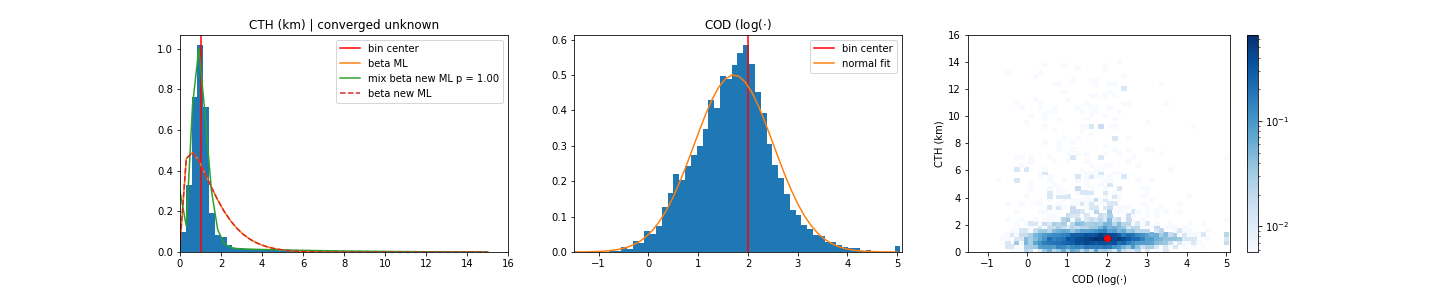 CTH (km) | converged unknown
bin center
beta ML
mix beta new ML p = 1.00
beta new ML
1.0
0.8
0.6
0.4
0.2
0.0
0 2 4 6 8 10 12 14 16
COD (log(·)
bin center
normal fit
0.6
0.5
0.4
0.3
0.2
0.1
0.0
−1 0 1 2 3 4 5
CTH (km)
16
14
12
10
8
6
4
2
0
−1 0 1 2 3 4 5
COD (log(·)
10⁻¹
10⁻²